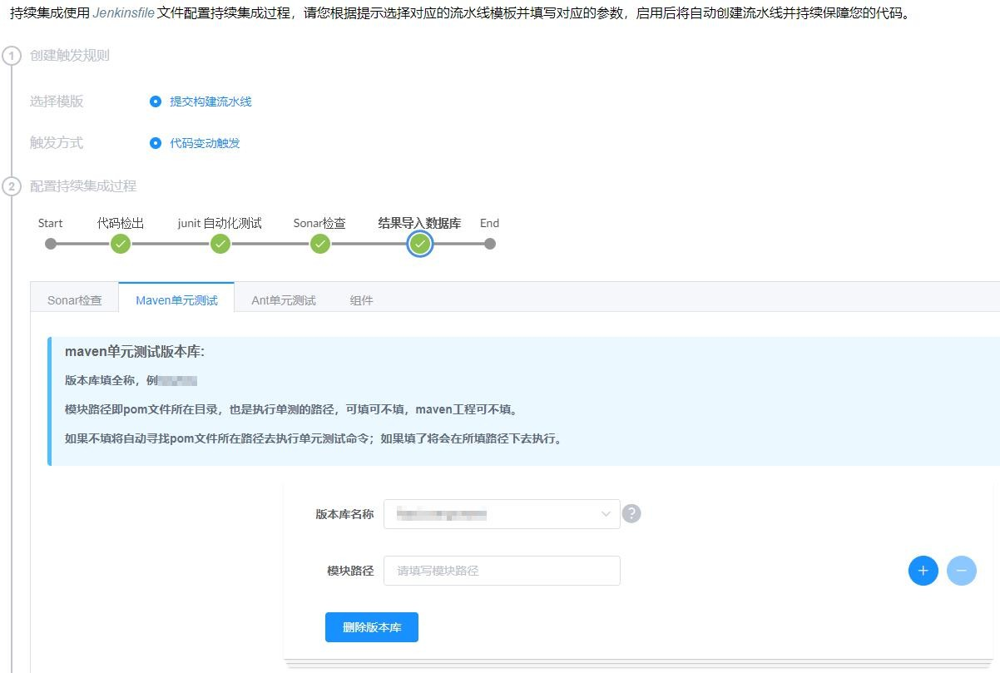 持续集成使用 Jenkinsfile 文件配置持续集成过程，请您根据提示选择对应的流水线模板并填写对应的参数，启用后将自动创建流水线并持续保障您的代码。
1 创建触发规则
选择模版 提交构建流水线
触发方式 代码变动触发
2 配置持续集成过程
Start 代码检出 junit 自动化测试 Sonar检查 结果导入数据库 End
Sonar检查 Maven单元测试 Ant单元测试 组件
maven单元测试版本库:
版本库填全称，例
模块路径即pom文件所在目录，也是执行单测的路径，可填可不填，maven工程可不填。
如果不填将自动寻找pom文件所在路径去执行单元测试命令；如果填了将会在所填路径下去执行。
版本库名称 ?
模块路径 请填写模块路径 + −
删除版本库